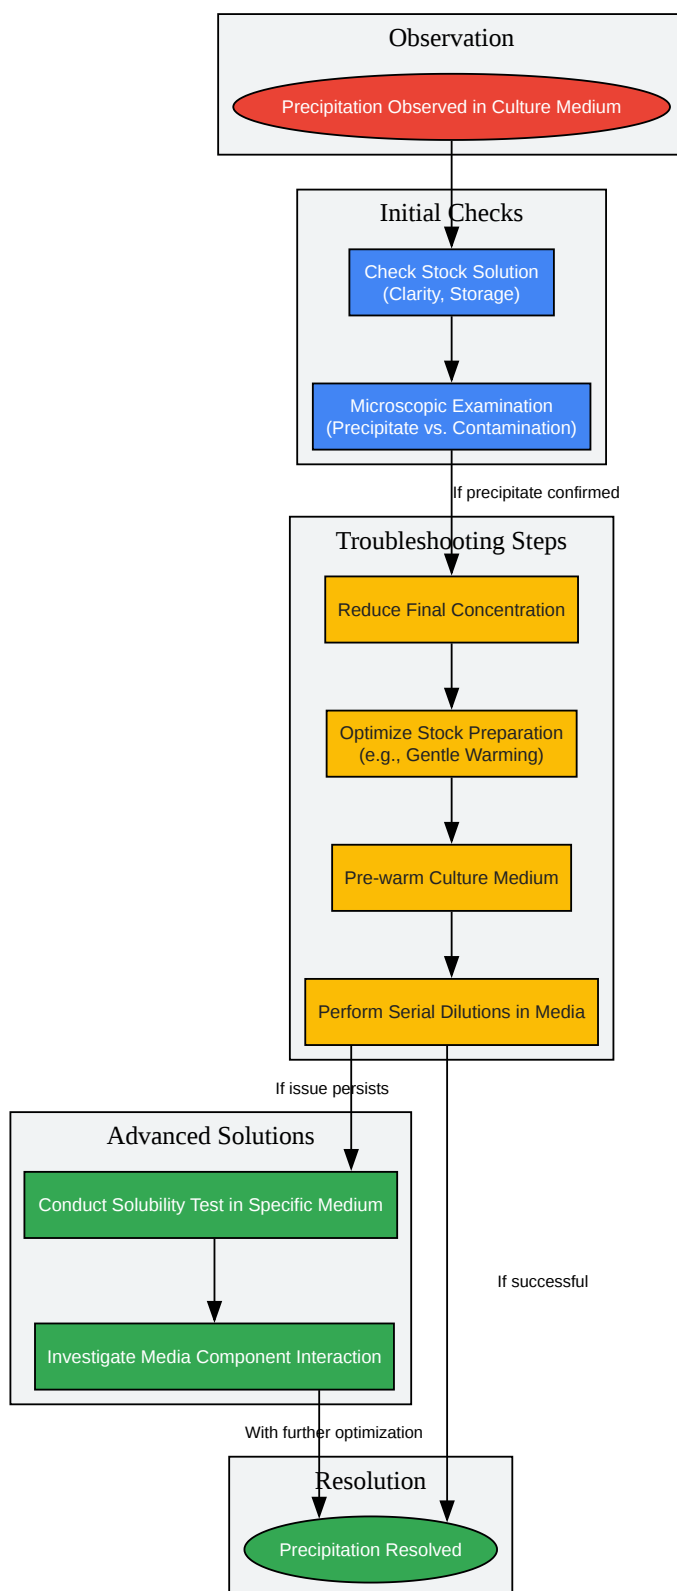 Observation
Precipitation Observed in Culture Medium
Initial Checks
Check Stock Solution
(Clarity, Storage)
Microscopic Examination
(Precipitate vs. Contamination)
If precipitate confirmed
Troubleshooting Steps
Reduce Final Concentration
Optimize Stock Preparation
(e.g., Gentle Warming)
Pre-warm Culture Medium
Perform Serial Dilutions in Media
If issue persists
Advanced Solutions
Conduct Solubility Test in Specific Medium
If successful
Investigate Media Component Interaction
With further optimization
Resolution
Precipitation Resolved